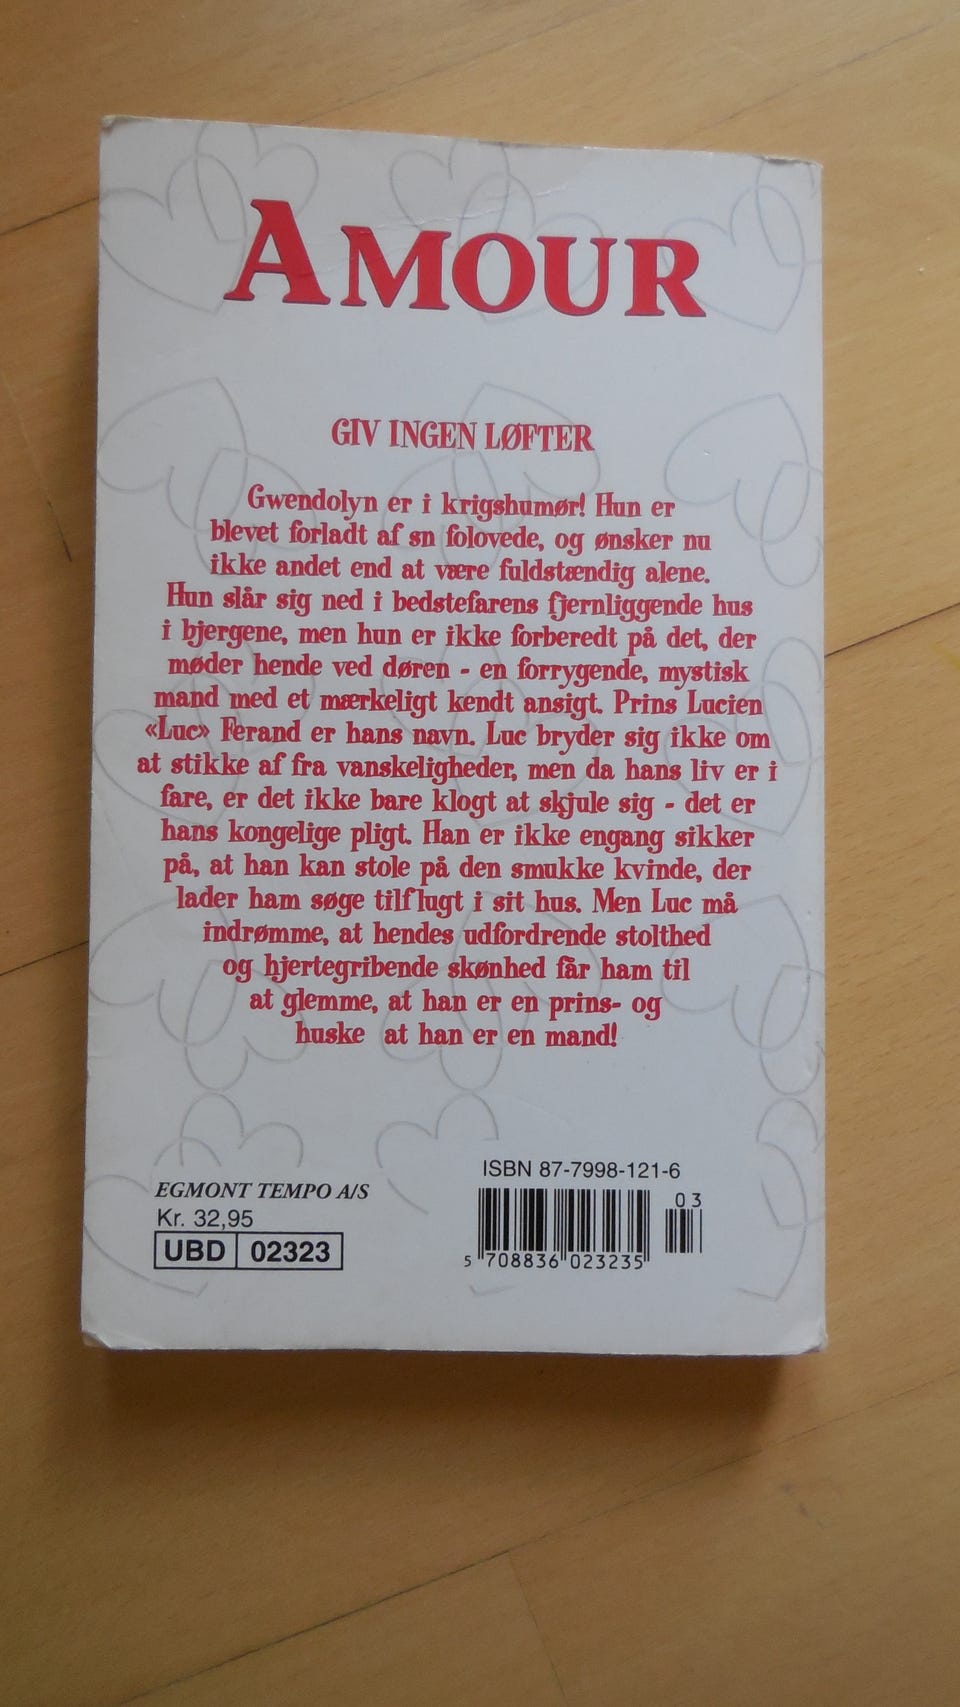 AMOUR
GIV INGEN LØFTER
Gwendolyn er i krigshumør! Hun er
blevet forladt af sn folovede, og ønsker nu
ikke andet end at være fuldstændig alene.
Hun slår sig ned i bedstefarens fjernliggende hus
i bjergene, men hun er ikke forberedt på det, der
møder hende ved døren - en forrygende, mystisk
mand med et mærkeligt kendt ansigt. Prins Lucien
«Luc» Ferand er hans navn. Luc bryder sig ikke om
at stikke af fra vanskeligheder, men da hans liv er i
fare, er det ikke bare klogt at skjule sig - det er
hans kongelige pligt. Han er ikke engang sikker
på, at han kan stole på den smukke kvinde, der
lader ham søge tilflugt i sit hus. Men Luc må
indrømme, at hendes udfordrende stolthed
og hjertegribende skønhed får ham til
at glemme, at han er en prins- og
huske at han er en mand!
ISBN 87-7998-121-6
EGMONT TEMPO A/S
Kr. 32,95
UBD 02323
03
5 708836 023235